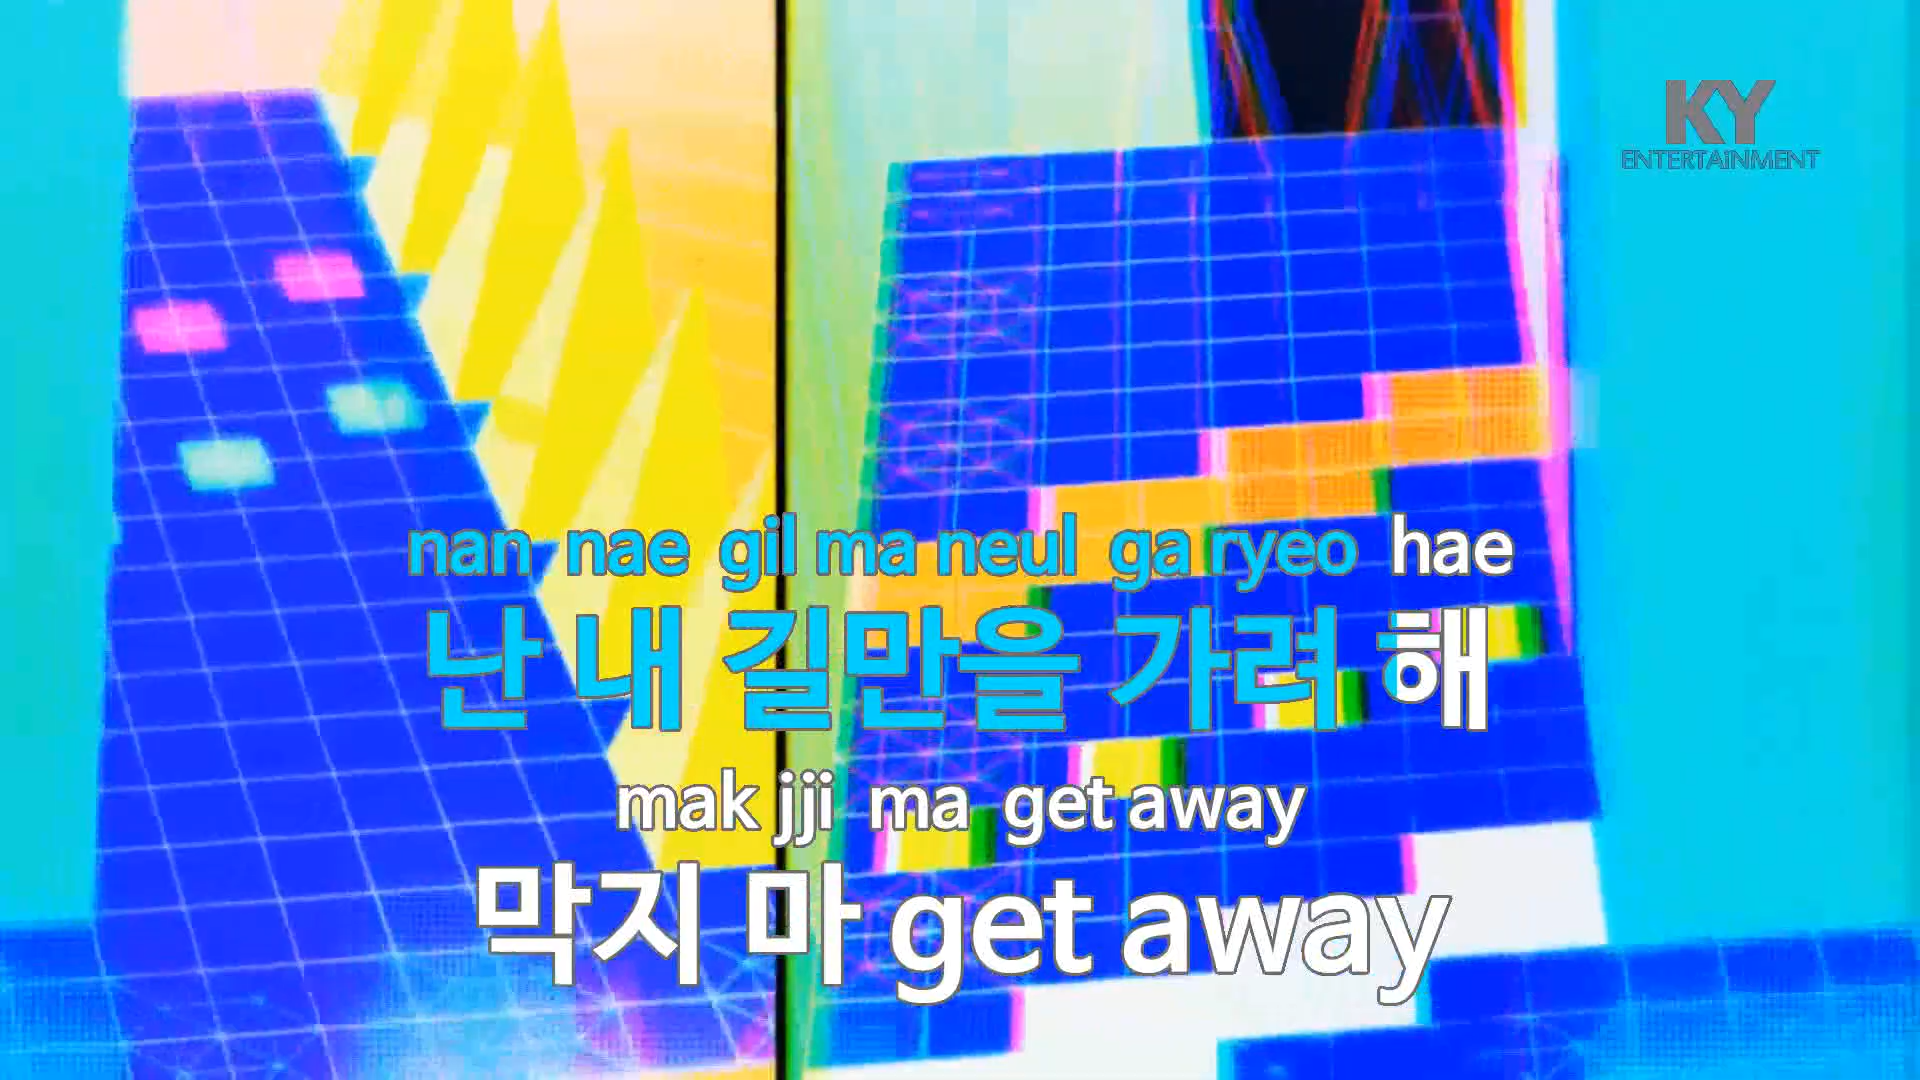 KY
ENTERTAiNMENT
nan nae gil ma neul ga ryeo hae
난 내 길만을 가려 해
mak jji ma get away
막지 마 get away